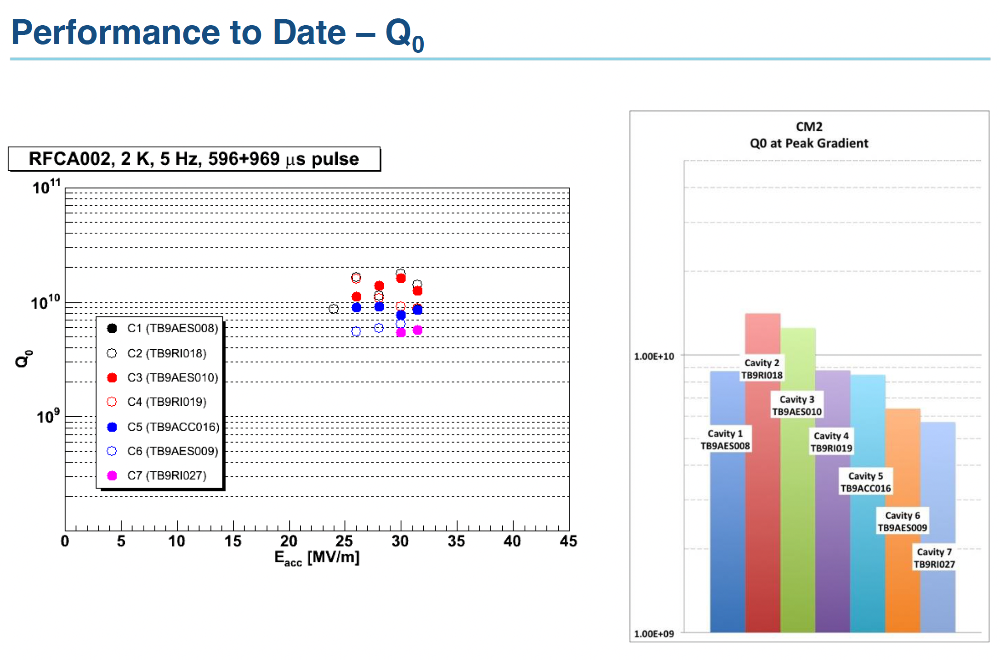 Performance to Date – Q0
RFCA002, 2 K, 5 Hz, 596+969 μs pulse
10^11
10^10
10^9
Q0
C1 (TB9AES008)
C2 (TB9RI018)
C3 (TB9AES010)
C4 (TB9RI019)
C5 (TB9ACC016)
C6 (TB9AES009)
C7 (TB9RI027)
0 5 10 15 20 25 30 35 40 45
Eacc [MV/m]
CM2
Q0 at Peak Gradient
1.00E+10
1.00E+09
Cavity 1
TB9AES008
Cavity 2
TB9RI018
Cavity 3
TB9AES010
Cavity 4
TB9RI019
Cavity 5
TB9ACC016
Cavity 6
TB9AES009
Cavity 7
TB9RI027